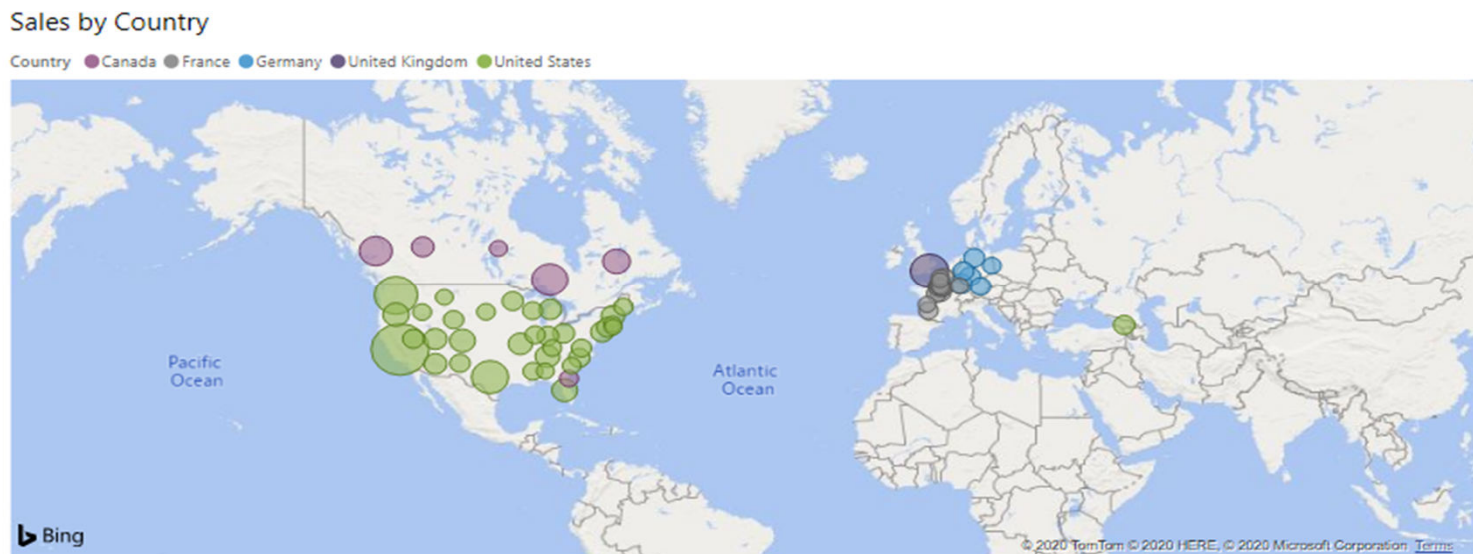 Sales by Country
Country Canada France Germany United Kingdom United States
Pacific
Ocean
Atlantic
Ocean
Bing
© 2020 TomTom © 2020 HERE, © 2020 Microsoft Corporation Terms